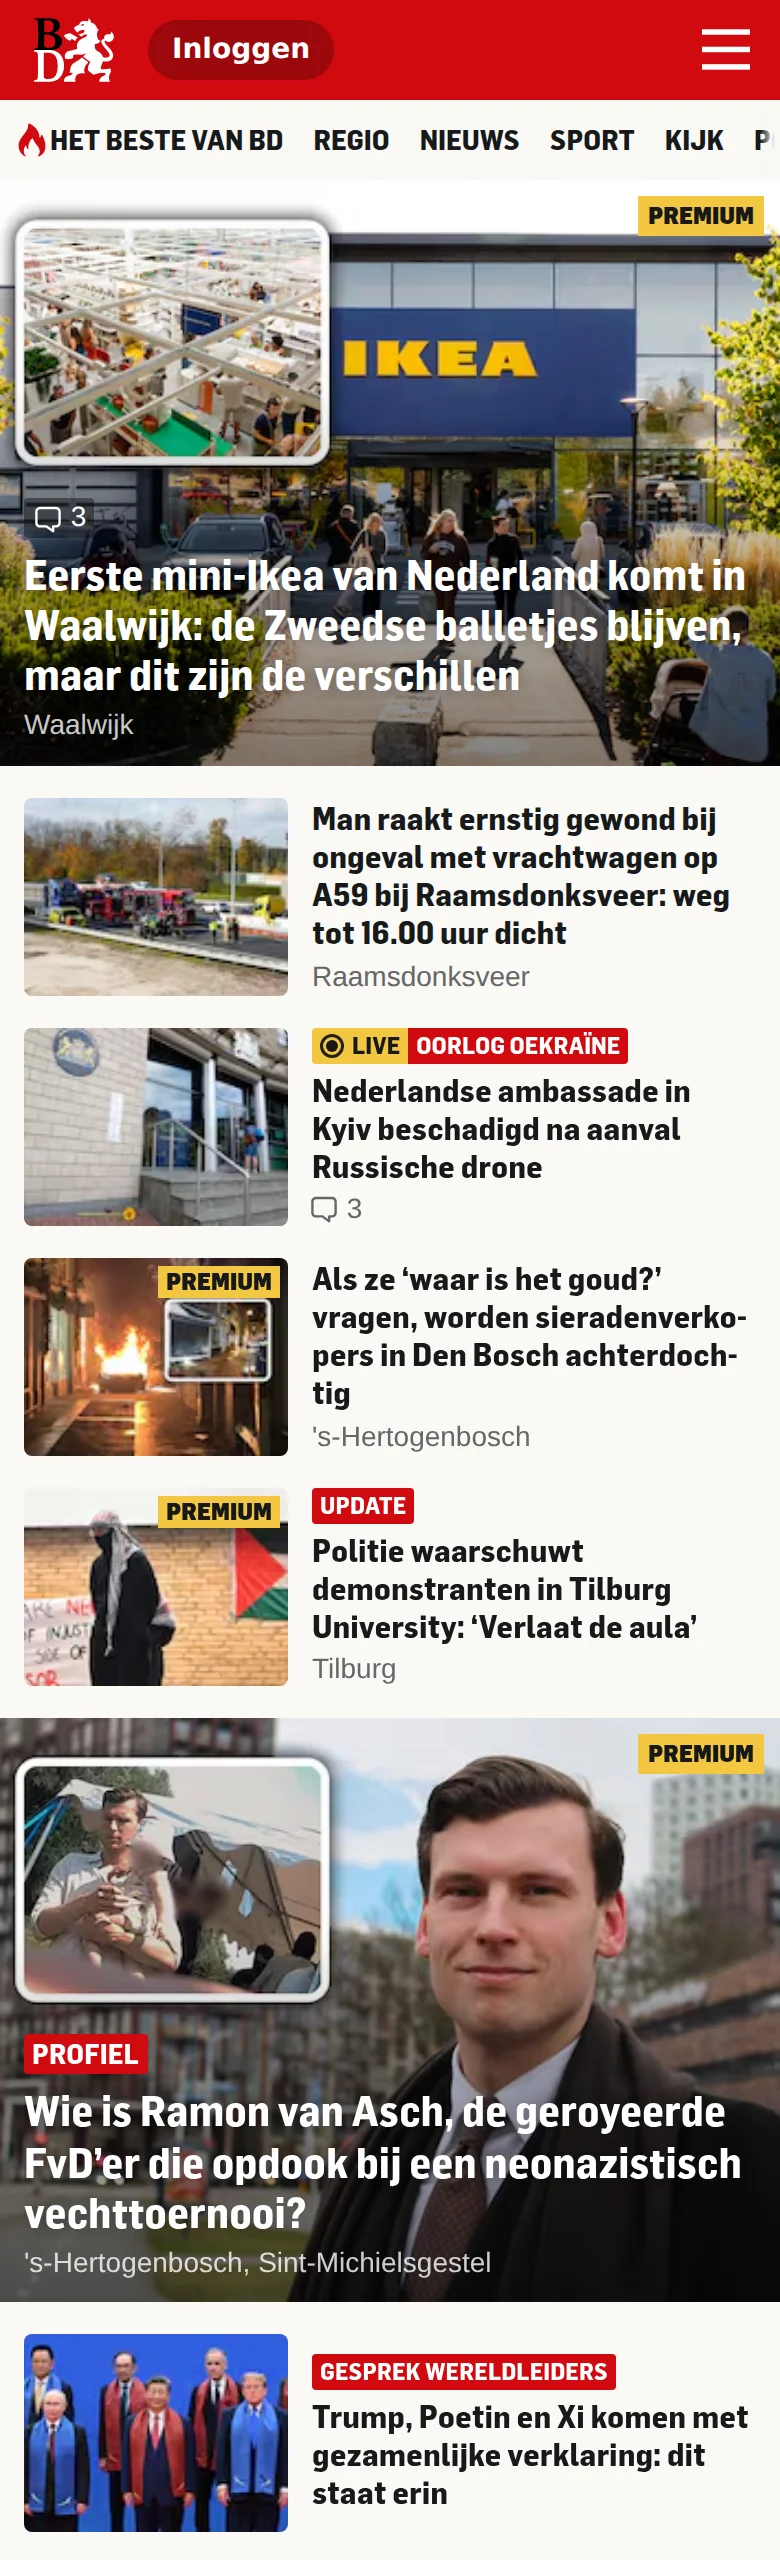 BD
Inloggen
HET BESTE VAN BD REGIO NIEUWS SPORT KIJK
PREMIUM
IKEA
3
Eerste mini-Ikea van Nederland komt in
Waalwijk: de Zweedse balletjes blijven,
maar dit zijn de verschillen
Waalwijk
Man raakt ernstig gewond bij
ongeval met vrachtwagen op
A59 bij Raamsdonksveer: weg
tot 16.00 uur dicht
Raamsdonksveer
LIVE OORLOG OEKRAÏNE
Nederlandse ambassade in
Kyiv beschadigd na aanval
Russische drone
3
PREMIUM
Als ze ‘waar is het goud?’
vragen, worden sieradenverko-
pers in Den Bosch achterdoch-
tig
's-Hertogenbosch
PREMIUM
UPDATE
Politie waarschuwt
demonstranten in Tilburg
University: ‘Verlaat de aula’
Tilburg
PREMIUM
PROFIEL
Wie is Ramon van Asch, de geroyeerde
FvD’er die opdook bij een neonazistisch
vechttoernooi?
's-Hertogenbosch, Sint-Michielsgestel
GESPREK WERELDLEIDERS
Trump, Poetin en Xi komen met
gezamenlijke verklaring: dit
staat erin